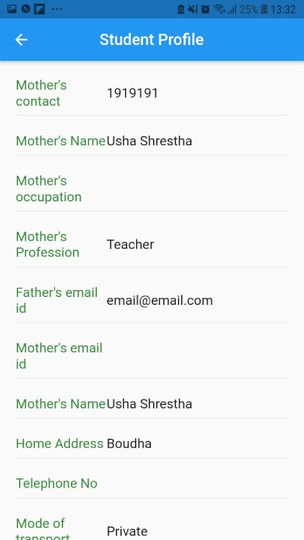 25% 13:32
Student Profile
Mother's
contact
1919191
Mother's Name Usha Shrestha
Mother's
occupation
Mother's
Profession
Teacher
Father's email
id
email@email.com
Mother's email
id
Mother's Name Usha Shrestha
Home Address Boudha
Telephone No
Mode of
transport
Private